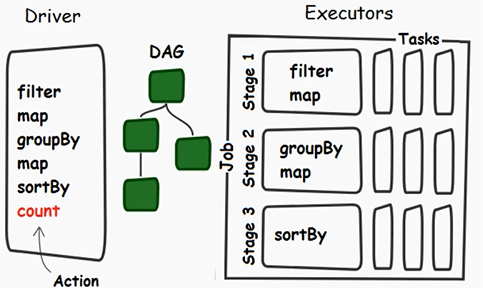 Driver
filter
map
groupBy
map
sortBy
count
Action
DAG
Executors
Tasks
Job
Stage 1
filter
map
Stage 2
groupBy
map
Stage 3
sortBy